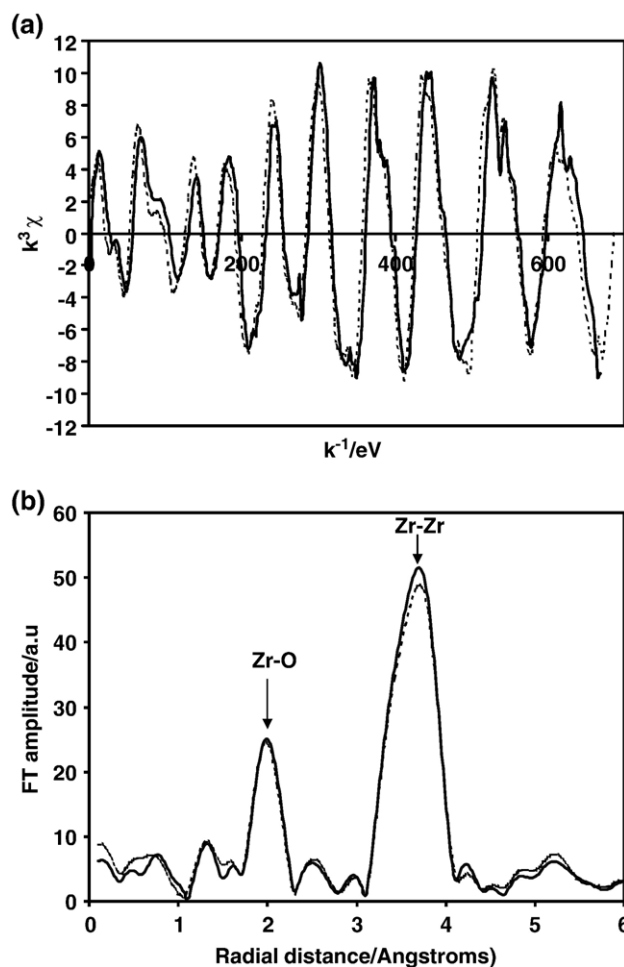 (a)
12
10
8
6
4
2
0
-2
-4
-6
-8
-10
-12
k³ χ
0 200 400 600
k⁻¹/eV
(b)
60
50
40
30
20
10
0
FT amplitude/a.u
Zr-Zr
Zr-O
0 1 2 3 4 5 6
Radial distance/Angstroms)